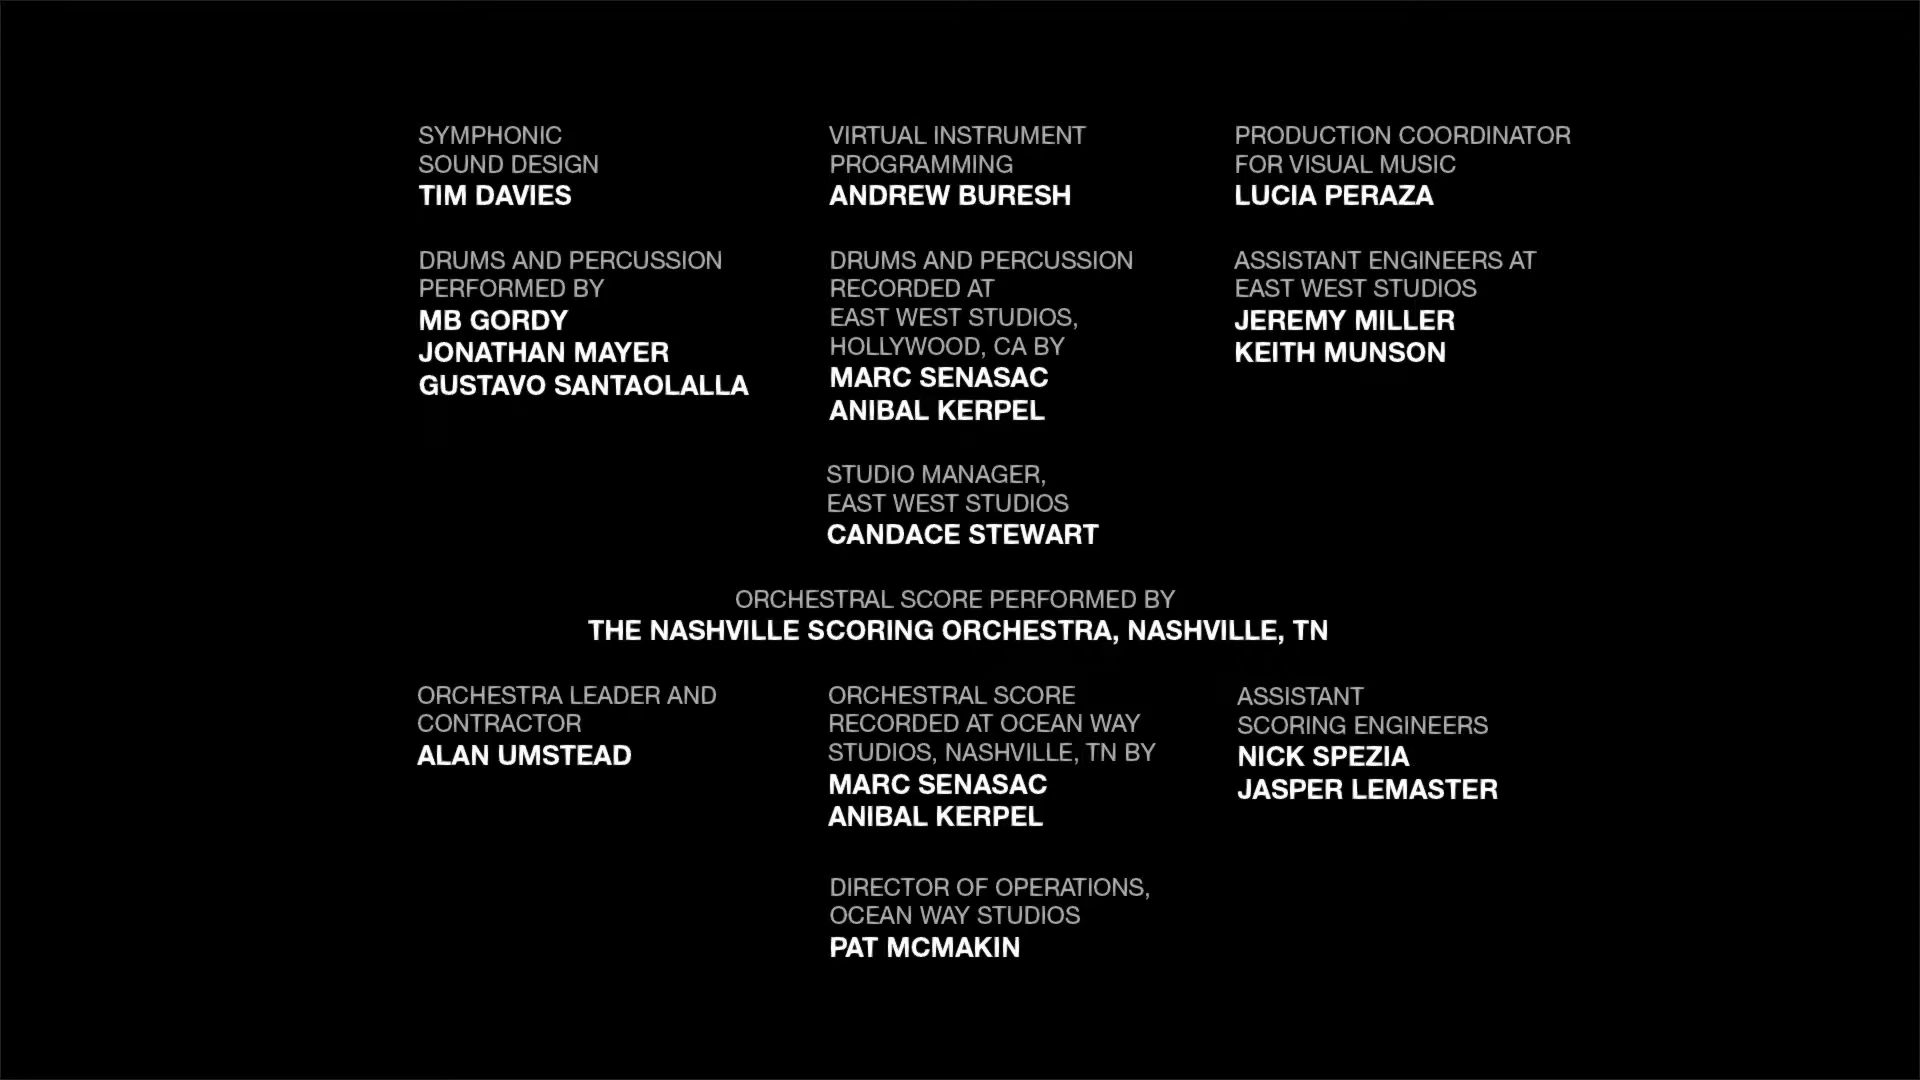 SYMPHONIC
SOUND DESIGN
TIM DAVIES
VIRTUAL INSTRUMENT
PROGRAMMING
ANDREW BURESH
PRODUCTION COORDINATOR
FOR VISUAL MUSIC
LUCIA PERAZA
DRUMS AND PERCUSSION
PERFORMED BY
MB GORDY
JONATHAN MAYER
GUSTAVO SANTAOLALLA
DRUMS AND PERCUSSION
RECORDED AT
EAST WEST STUDIOS,
HOLLYWOOD, CA BY
MARC SENASAC
ANIBAL KERPEL
ASSISTANT ENGINEERS AT
EAST WEST STUDIOS
JEREMY MILLER
KEITH MUNSON
STUDIO MANAGER,
EAST WEST STUDIOS
CANDACE STEWART
ORCHESTRAL SCORE PERFORMED BY
THE NASHVILLE SCORING ORCHESTRA, NASHVILLE, TN
ORCHESTRA LEADER AND
CONTRACTOR
ALAN UMSTEAD
ORCHESTRAL SCORE
RECORDED AT OCEAN WAY
STUDIOS, NASHVILLE, TN BY
MARC SENASAC
ANIBAL KERPEL
ASSISTANT
SCORING ENGINEERS
NICK SPEZIA
JASPER LEMASTER
DIRECTOR OF OPERATIONS,
OCEAN WAY STUDIOS
PAT MCMAKIN